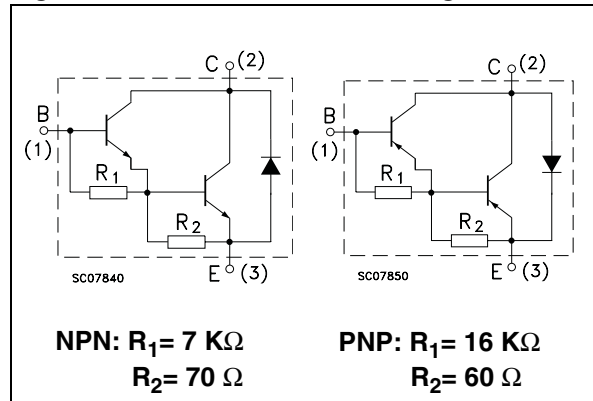 C (2)
B
(1)
R1
R2
E (3)
SC07840
NPN: R1= 7 KΩ
R2= 70 Ω
C (2)
B
(1)
R1
R2
E (3)
SC07850
PNP: R1= 16 KΩ
R2= 60 Ω